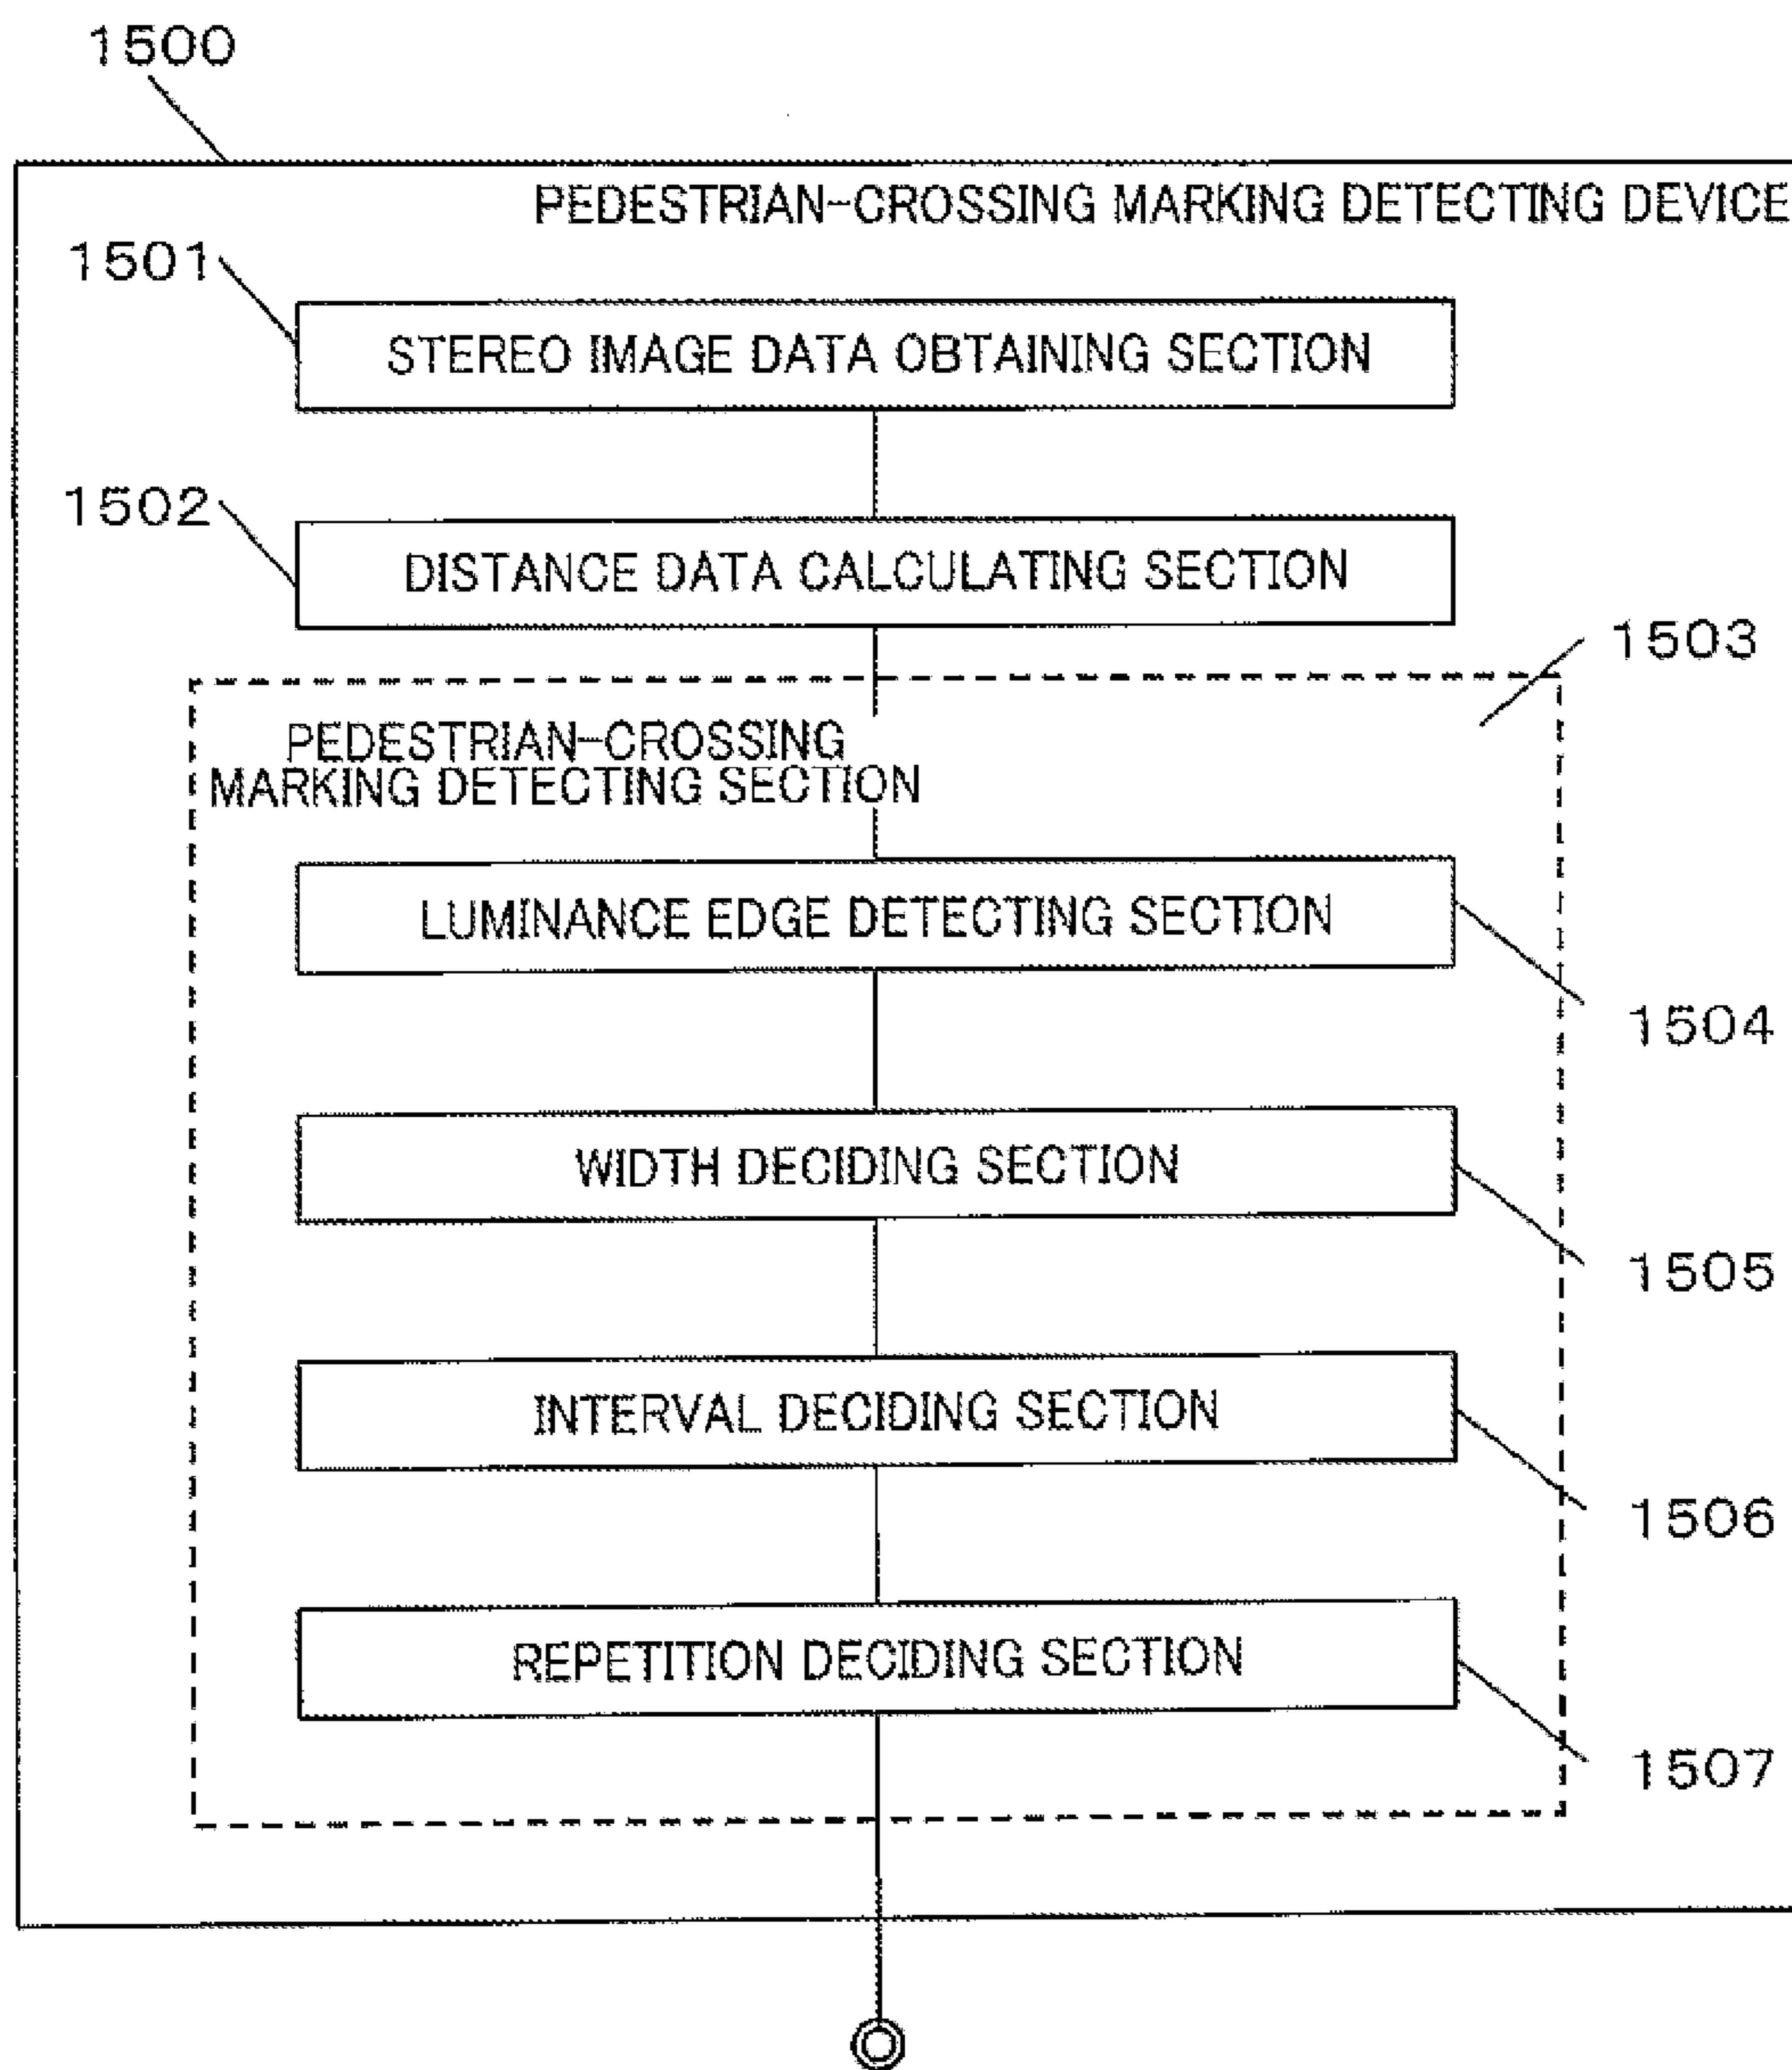 1500
PEDESTRIAN-CROSSING MARKING DETECTING DEVICE
1501
STEREO IMAGE DATA OBTAINING SECTION
1502
DISTANCE DATA CALCULATING SECTION
1503
PEDESTRIAN-CROSSING
MARKING DETECTING SECTION
LUMINANCE EDGE DETECTING SECTION
1504
WIDTH DECIDING SECTION
1505
INTERVAL DECIDING SECTION
1506
REPETITION DECIDING SECTION
1507